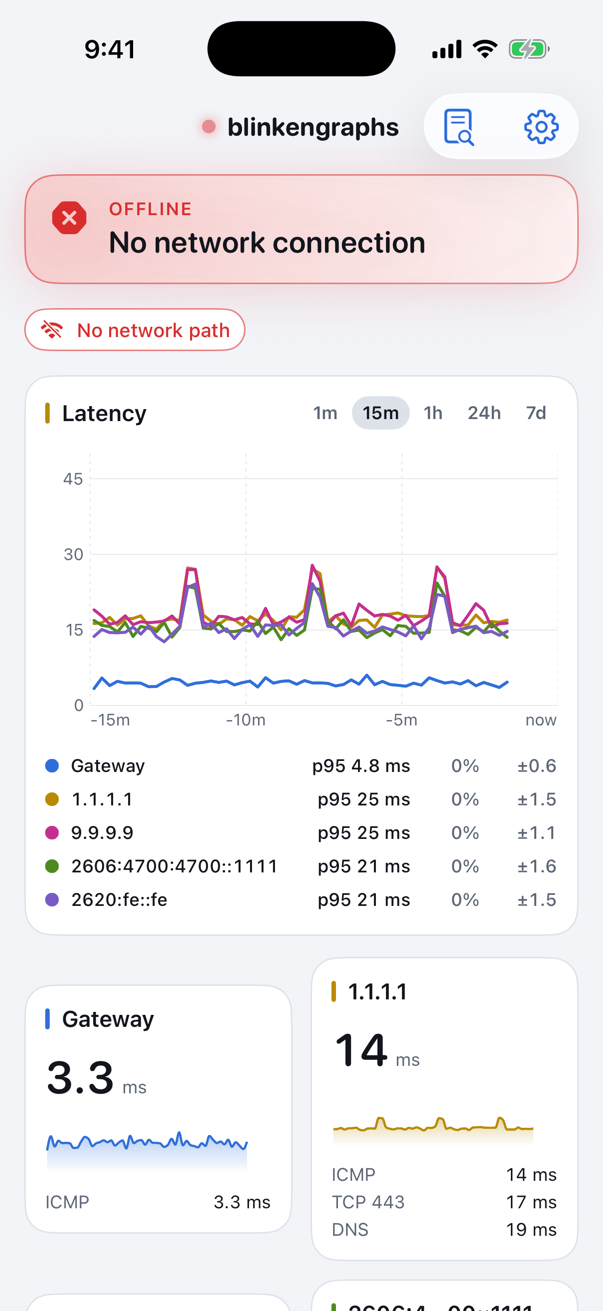 9:41
blinkengraphs
OFFLINE
No network connection
No network path
Latency 1m 15m 1h 24h 7d
45
30
15
0
-15m -10m -5m now
Gateway p95 4.8 ms 0% ±0.6
1.1.1.1 p95 25 ms 0% ±1.5
9.9.9.9 p95 25 ms 0% ±1.1
2606:4700:4700::1111 p95 21 ms 0% ±1.6
2620:fe::fe p95 21 ms 0% ±1.5
Gateway
3.3 ms
ICMP 3.3 ms
1.1.1.1
14 ms
ICMP 14 ms
TCP 443 17 ms
DNS 19 ms